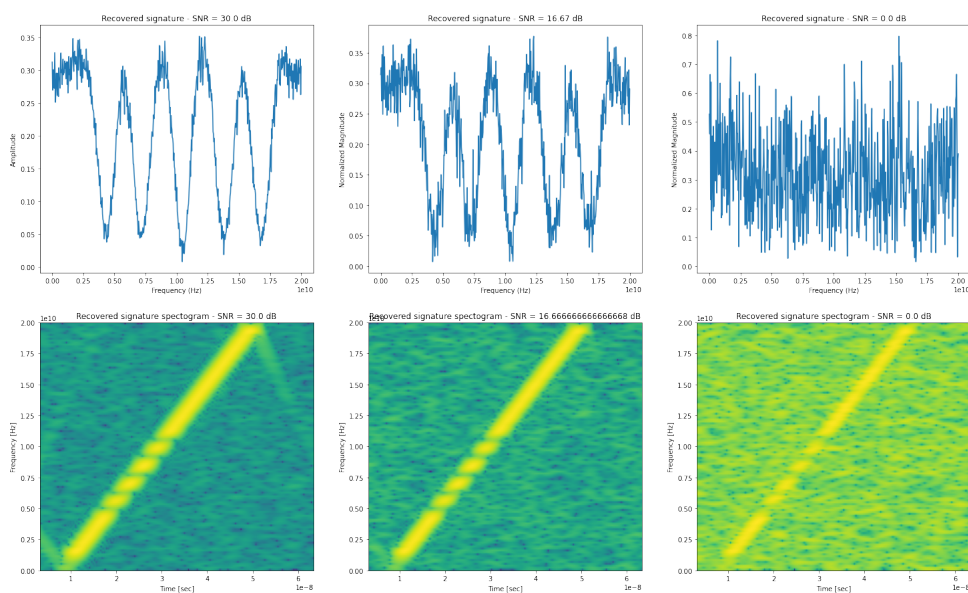 Recovered signature - SNR = 30 0 dB
Amplitude
0.35
0.30
0.25
0.20
0.15
0.10
0.05
0.00
0.00 0.25 0.50 0.75 1.00 1.25 1.50 1.75 2.00
1e10
Frequency (Hz)
Recovered signature - SNR = 16 67 dB
Normalized Magnitude
0.35
0.30
0.25
0.20
0.15
0.10
0.05
0.00
0.00 0.25 0.50 0.75 1.00 1.25 1.50 1.75 2.00
1e10
Frequency (Hz)
Recovered signature - SNR = 0 0 dB
Normalized Magnitude
0.8
0.7
0.6
0.5
0.4
0.3
0.2
0.1
0.0
0.00 0.25 0.50 0.75 1.00 1.25 1.50 1.75 2.00
1e10
Frequency (Hz)
1e10
Recovered signature spectogram - SNR = 30 0 dB
Frequency [Hz]
2.00
1.75
1.50
1.25
1.00
0.75
0.50
0.25
0.00
1 2 3 4 5 6
Time [sec]
1e−8
1e10
Recovered signature spectogram - SNR = 16 666666666666668 dB
Frequency [Hz]
2.00
1.75
1.50
1.25
1.00
0.75
0.50
0.25
0.00
1 2 3 4 5 6
Time [sec]
1e−8
1e10
Recovered signature spectogram - SNR = 0 0 dB
Frequency [Hz]
2.00
1.75
1.50
1.25
1.00
0.75
0.50
0.25
0.00
1 2 3 4 5 6
Time [sec]
1e−8